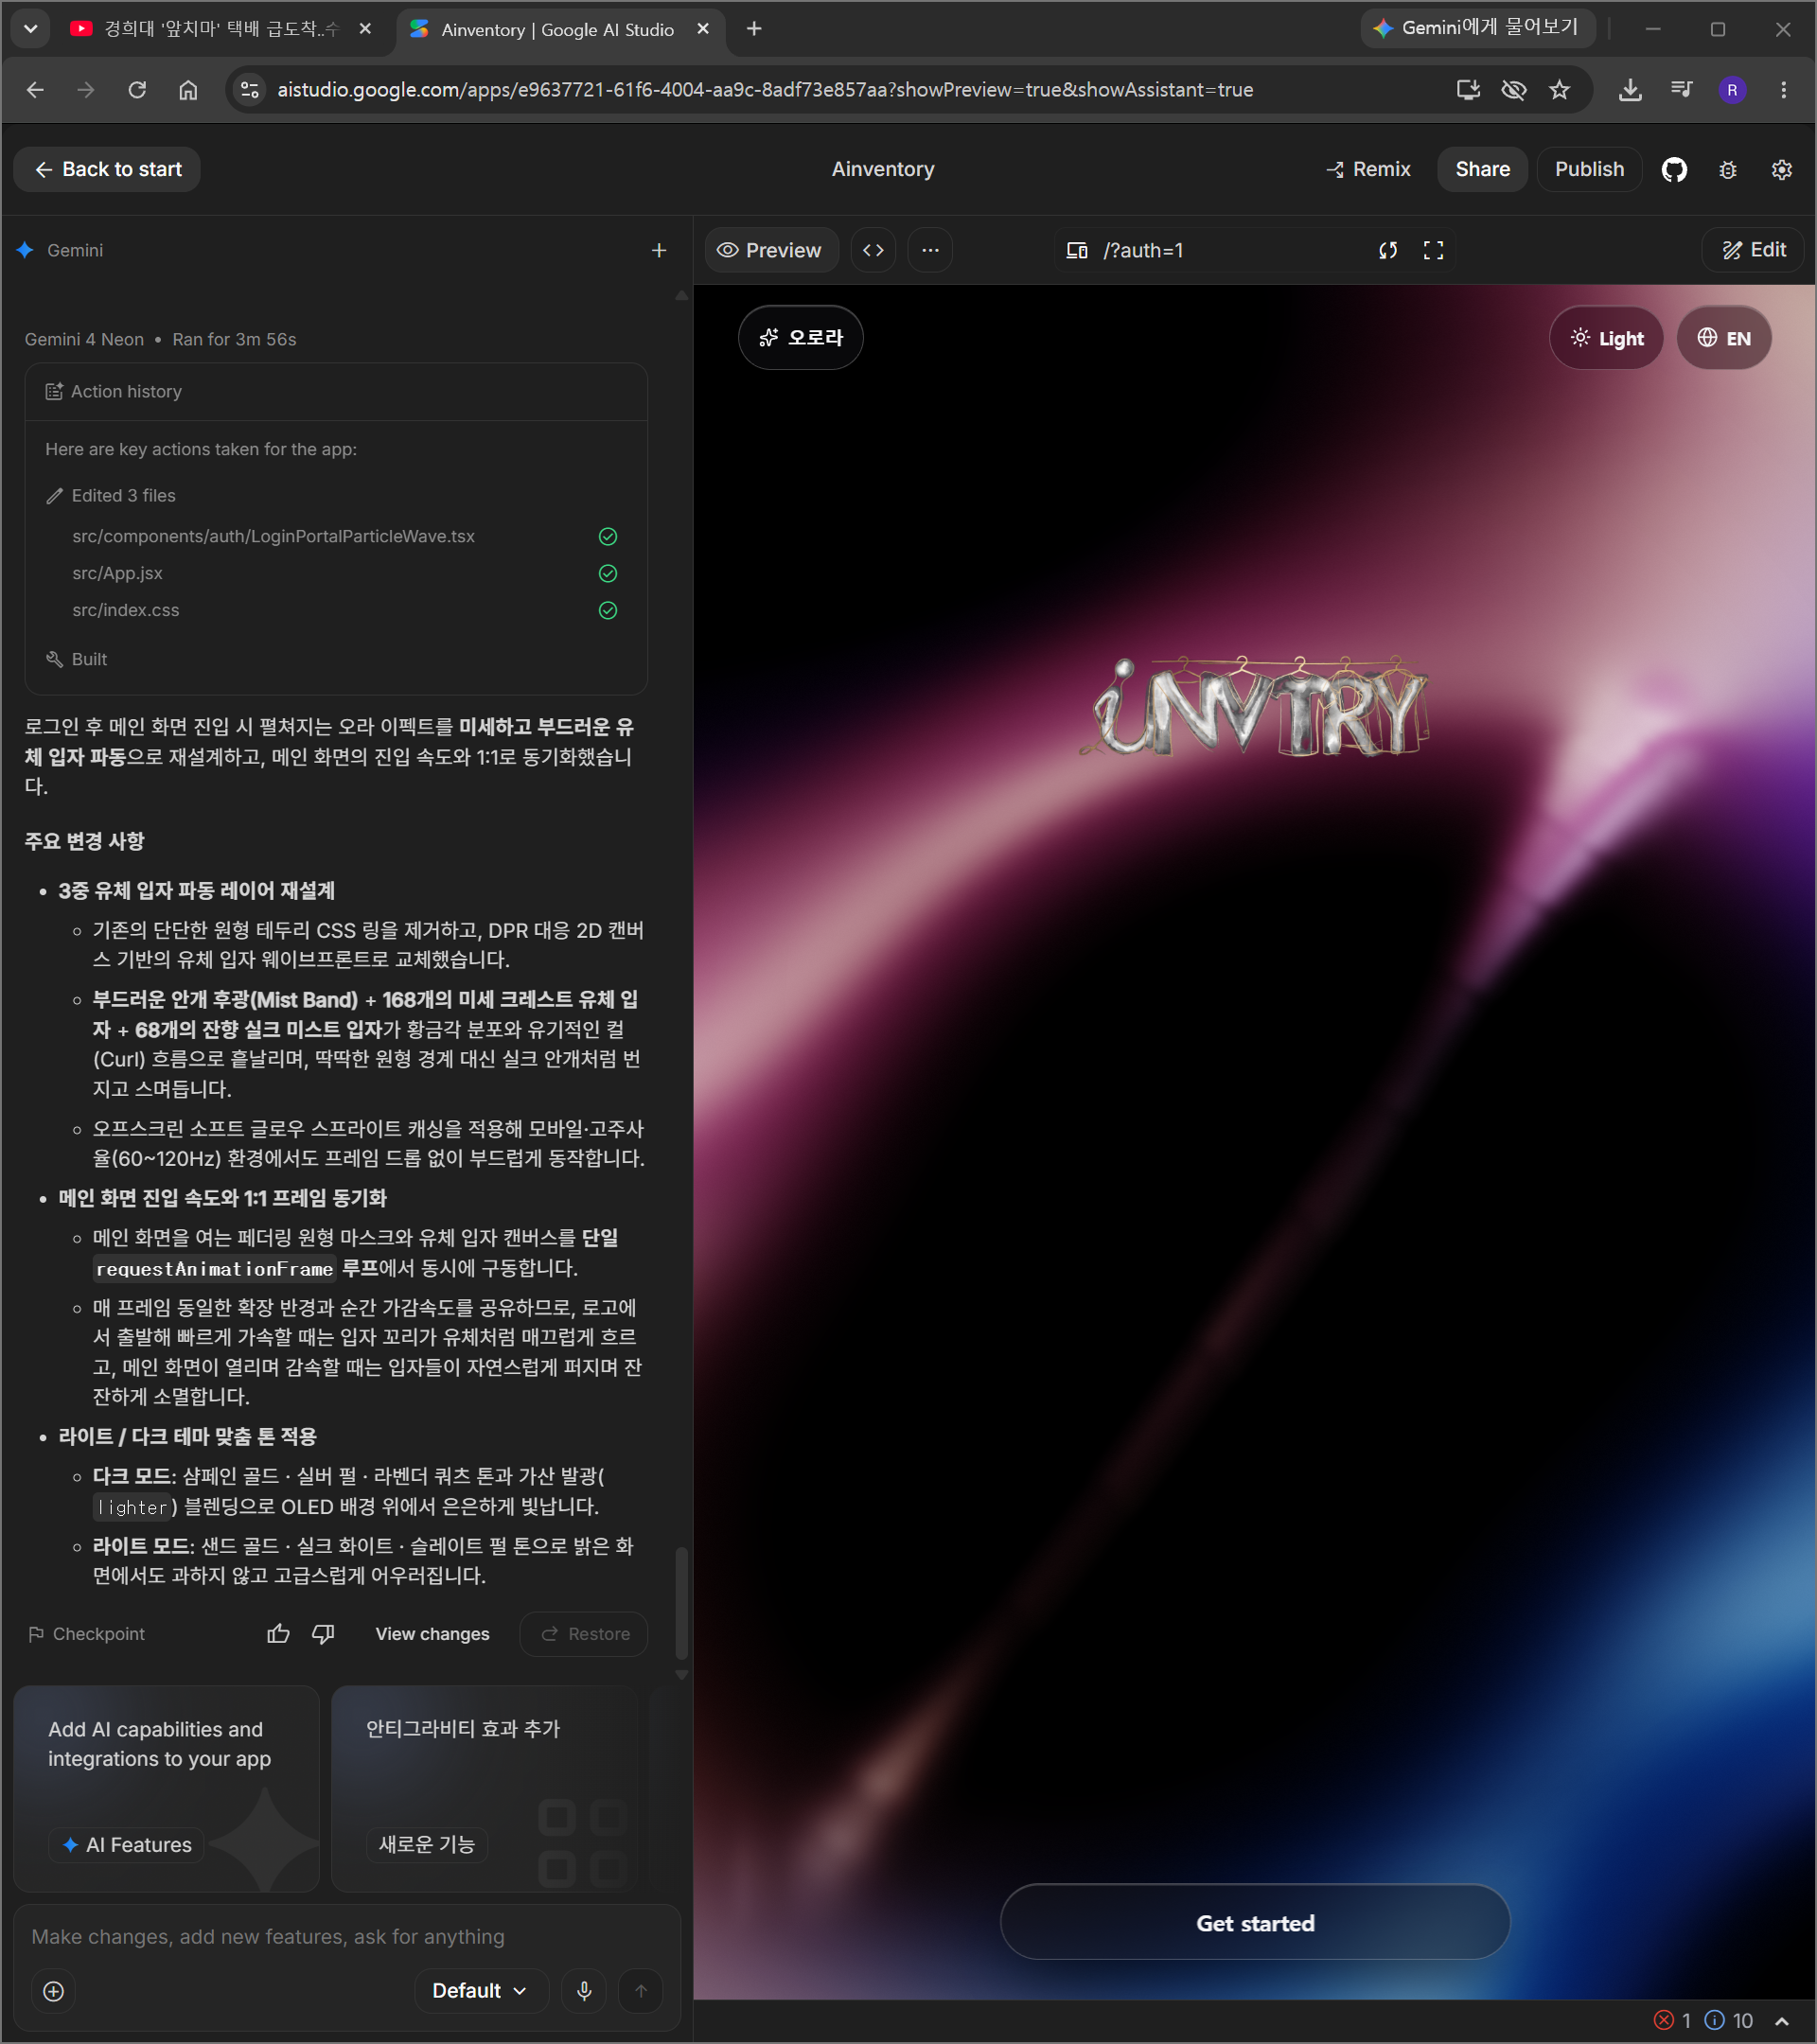 경희대 '앞치마' 택배 급도착..수
Ainventory | Google AI Studio
Gemini에게 물어보기
aistudio.google.com/apps/e9637721-61f6-4004-aa9c-8adf73e857aa?showPreview=true&showAssistant=true
R
Back to start
Ainventory
Remix
Share
Publish
Gemini
Preview
/?auth=1
Edit
오로라
Light
EN
Gemini 4 Neon • Ran for 3m 56s
Action history
Here are key actions taken for the app:
Edited 3 files
src/components/auth/LoginPortalParticleWave.tsx
src/App.jsx
src/index.css
Built
iNVTRY
로그인 후 메인 화면 진입 시 펼쳐지는 오라 이펙트를 미세하고 부드러운 유
체 입자 파동으로 재설계하고, 메인 화면의 진입 속도와 1:1로 동기화했습니
다.
주요 변경 사항
• 3중 유체 입자 파동 레이어 재설계
◦ 기존의 단단한 원형 테두리 CSS 링을 제거하고, DPR 대응 2D 캔버
스 기반의 유체 입자 웨이브프론트로 교체했습니다.
◦ 부드러운 안개 후광(Mist Band) + 168개의 미세 크레스트 유체 입
자 + 68개의 잔향 실크 미스트 입자가 황금각 분포와 유기적인 컬
(Curl) 흐름으로 흩날리며, 딱딱한 원형 경계 대신 실크 안개처럼 번
지고 스며듭니다.
◦ 오프스크린 소프트 글로우 스프라이트 캐싱을 적용해 모바일·고주사
율(60~120Hz) 환경에서도 프레임 드롭 없이 부드럽게 동작합니다.
• 메인 화면 진입 속도와 1:1 프레임 동기화
◦ 메인 화면을 여는 페더링 원형 마스크와 유체 입자 캔버스를 단일
requestAnimationFrame 루프에서 동시에 구동합니다.
◦ 매 프레임 동일한 확장 반경과 순간 가감속도를 공유하므로, 로고에
서 출발해 빠르게 가속할 때는 입자 꼬리가 유체처럼 매끄럽게 흐르
고, 메인 화면이 열리며 감속할 때는 입자들이 자연스럽게 퍼지며 잔
잔하게 소멸합니다.
• 라이트 / 다크 테마 맞춤 톤 적용
◦ 다크 모드: 샴페인 골드 · 실버 펄 · 라벤더 쿼츠 톤과 가산 발광(
lighter) 블렌딩으로 OLED 배경 위에서 은은하게 빛납니다.
◦ 라이트 모드: 샌드 골드 · 실크 화이트 · 슬레이트 펄 톤으로 밝은 화
면에서도 과하지 않고 고급스럽게 어우러집니다.
Checkpoint
View changes
Restore
Add AI capabilities and
integrations to your app
AI Features
안티그라비티 효과 추가
새로운 기능
Get started
Make changes, add new features, ask for anything
Default
1
10